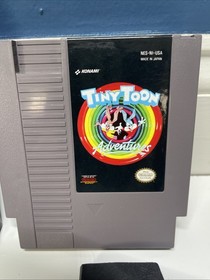 KONAMI
NES-NI-USA
MADE IN JAPAN
TINY TOON
Adventures